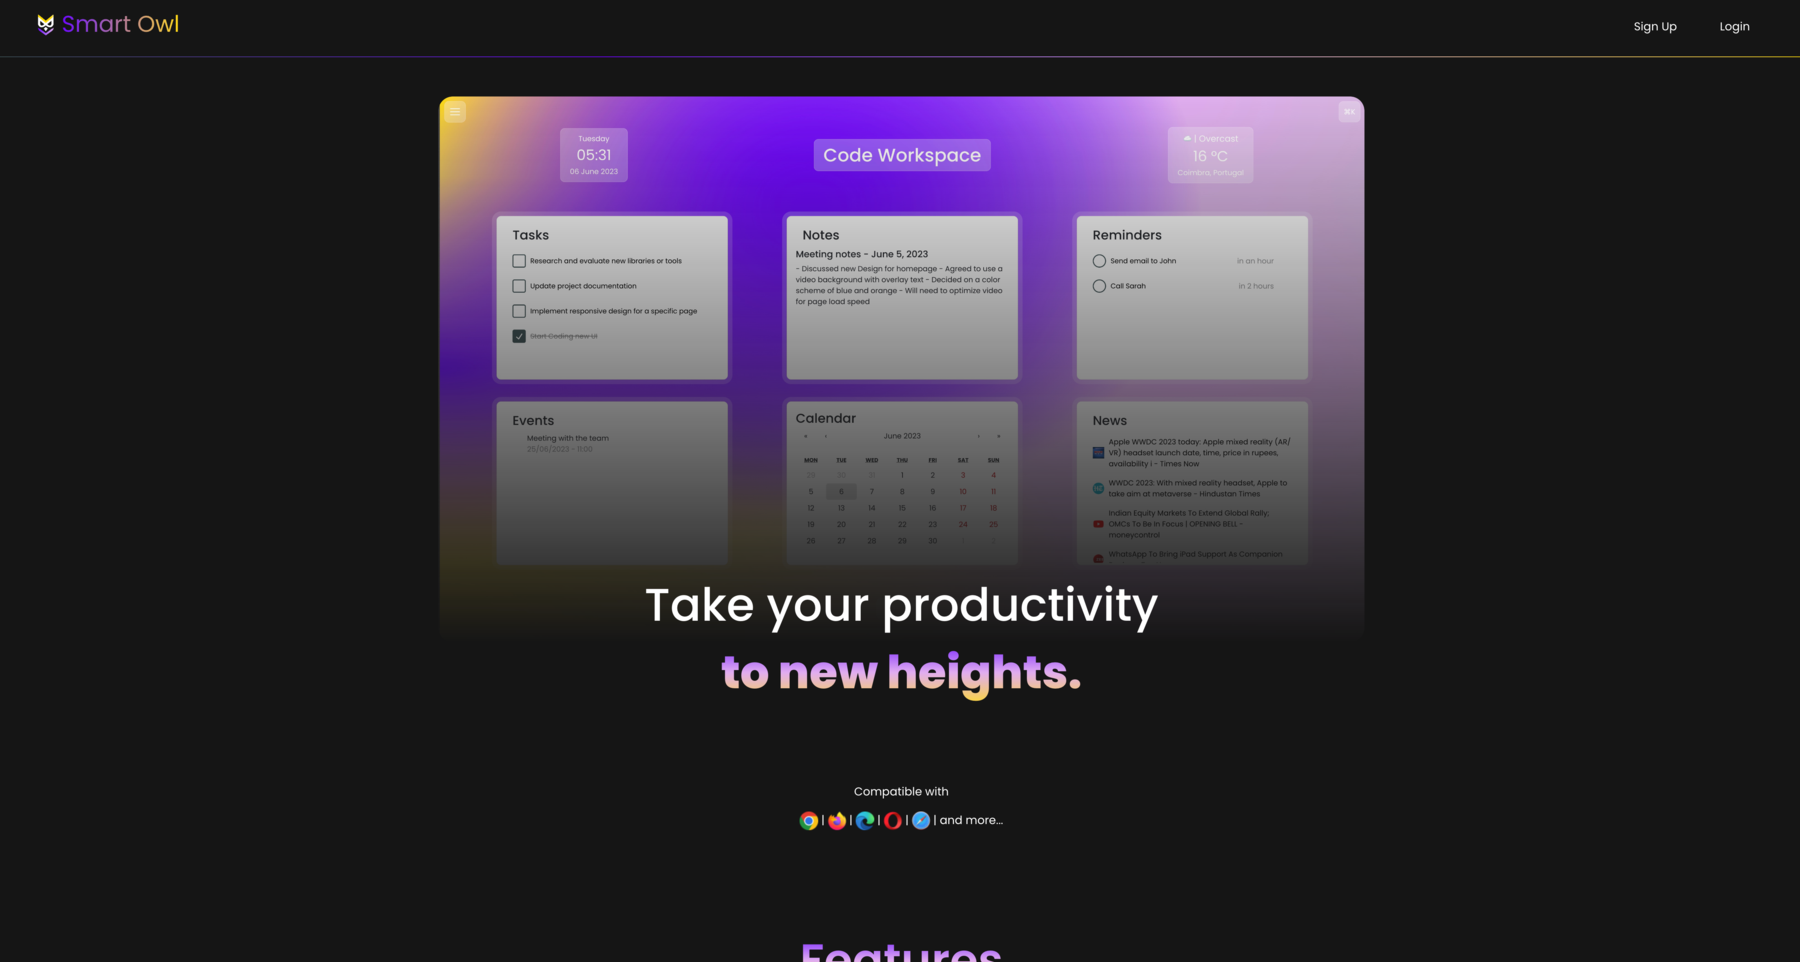 Smart Owl
Sign Up
Login
Tuesday
05:31
06 June 2023
Code Workspace
| Overcast
16 °C
Coimbra, Portugal
⌘K
Tasks
Research and evaluate new libraries or tools
Update project documentation
Implement responsive design for a specific page
Start Coding new UI
Notes
Meeting notes - June 5, 2023
- Discussed new Design for homepage - Agreed to use a
video background with overlay text - Decided on a color
scheme of blue and orange - Will need to optimize video
for page load speed
Reminders
Send email to John in an hour
Call Sarah in 2 hours
Events
Meeting with the team
25/06/2023 - 11:00
Calendar
« ‹ June 2023 › »
MON TUE WED THU FRI SAT SUN
29 30 31 1 2 3 4
5 6 7 8 9 10 11
12 13 14 15 16 17 18
19 20 21 22 23 24 25
26 27 28 29 30 1 2
News
Apple WWDC 2023 today: Apple mixed reality (AR/
VR) headset launch date, time, price in rupees,
availability i - Times Now
WWDC 2023: With mixed reality headset, Apple to
take aim at metaverse - Hindustan Times
Indian Equity Markets To Extend Global Rally;
OMCs To Be In Focus | OPENING BELL -
moneycontrol
WhatsApp To Bring iPad Support As Companion
Take your productivity
to new heights.
Compatible with
| | | | | and more...
Features